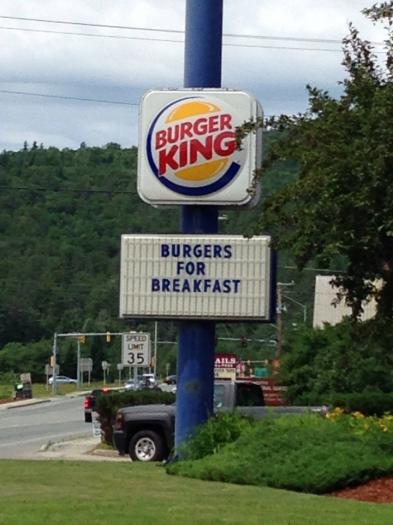 BURGER
KING
BURGERS
FOR
BREAKFAST
SPEED
LIMIT
35